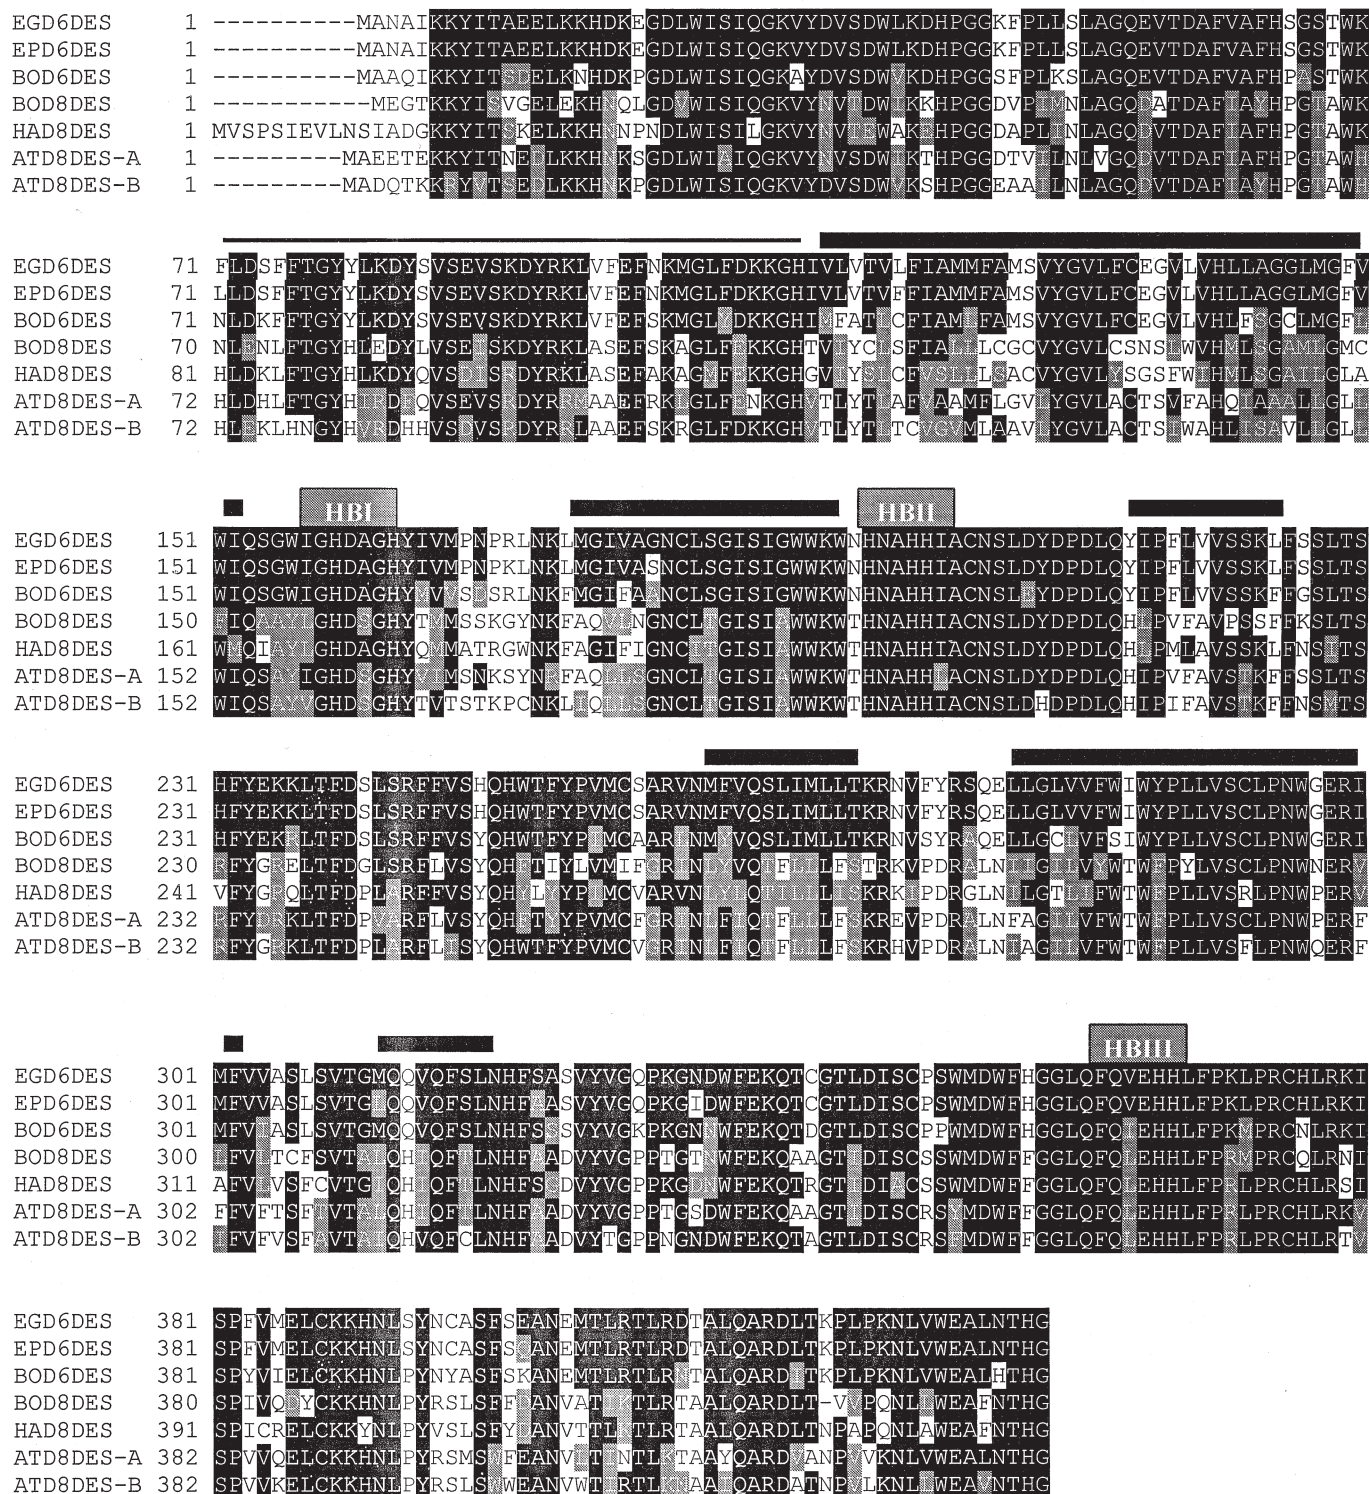 EGD6DES 1 ----------MANAIKKYITAEELKKHDKEGDLWISIQGKVYDVSDWLKDHPGGKFPLLSLAGQEVTDAFVAFHSGSTWK
EPD6DES 1 ----------MANAIKKYITAEELKKHDKEGDLWISIQGKVYDVSDWLKDHPGGKFPLLSLAGQEVTDAFVAFHSGSTWK
BOD6DES 1 ----------MAAQIKKYITSDELKNHDKPGDLWISIQGKAYDVSDWVKDHPGGSFPLKSLAGQEVTDAFVAFHPASTWK
BOD8DES 1 -----------MEGTKKYISVGELEKHNQLGDVWISIQGKVYNVTDWIKKHPGGDVPIMNLAGQDATDAFIAYHPGTAWK
HAD8DES 1 MVSPSIEVLNSIADGKKYITSKELKKHNNPNDLWISILGKVYNVTEWAKEHPGGDAPLINLAGQDVTDAFIAFHPGTAWK
ATD8DES-A 1 ---------MAEETEKKYITNEDLKKHNKSGDLWIAIQGKVYNVSDWIKTHPGGDTVILNLVGQDVTDAFIAFHPGTAWH
ATD8DES-B 1 ---------MADQTKKRYVTSEDLKKHNKPGDLWISIQGKVYDVSDWVKSHPGGEAAILNLAGQDVTDAFIAYHPGTAWH
EGD6DES 71 FLDSFFTGYYLKDYSVSEVSKDYRKLVFEFNKMGLFDKKGHIVLVTVLFIAMMFAMSVYGVLFCEGVLVHLLAGGLMGFV
EPD6DES 71 LLDSFFTGYYLKDYSVSEVSKDYRKLVFEFNKMGLFDKKGHIVLVTVFFIAMMFAMSVYGVLFCEGVLVHLLAGGLMGFV
BOD6DES 71 NLDKFFTGYYLKDYSVSEVSKDYRKLVFEFSKMGLYDKKGHIMFATLCFIAMLFAMSVYGVLFCEGVLVHLFSGCLMGFL
BOD8DES 70 NLENLFTGYHLEDYLVSEISKDYRKLASEFSKAGLFEKKGHTVIYCLSFIALLLCGCVYGVLCSNSLWVHMLSGAMLGMC
HAD8DES 81 HLDKLFTGYHLKDYQVSDISRDYRKLASEFAKAGMFEKKGHGVIYSLCFVSLLLSACVYGVLYSGSFWIHMLSGAILGLA
ATD8DES-A 72 HLDHLFTGYHIRDFQVSEVSRDYRRMAAEFRKLGLFENKGHVTLYTLAFVAAMFLGVLYGVLACTSVFAHQIAAALLGLL
ATD8DES-B 72 HLEKLHNGYHVRDHHVSDVSRDYRRLAAEFSKRGLFDKKGHVTLYTLTCVGVMLAAVLYGVLACTSIWAHLISAVLLGLL
HBI HBII
EGD6DES 151 WIQSGWIGHDAGHYIVMPNPRLNKLMGIVAGNCLSGISIGWWKWNHNAHHIACNSLDYDPDLQYIPFLVVSSKLFSSLTS
EPD6DES 151 WIQSGWIGHDAGHYIVMPNPKLNKLMGIVASNCLSGISIGWWKWNHNAHHIACNSLDYDPDLQYIPFLVVSSKLFSSLTS
BOD6DES 151 WIQSGWIGHDAGHYMVVSDSRLNKFMGIFAANCLSGISIGWWKWNHNAHHIACNSLEYDPDLQYIPFLVVSSKFFGSLTS
BOD8DES 150 FIQAAYLGHDSGHYTMMSSKGYNKFAQVLNGNCLTGISIAWWKWTHNAHHIACNSLDYDPDLQHLPVFAVPSSFFKSLTS
HAD8DES 161 WMQIAYLGHDAGHYQMMATRGWNKFAGIFIGNCITGISIAWWKWTHNAHHIACNSLDYDPDLQHLPMLAVSSKLFNSITS
ATD8DES-A 152 WIQSAYIGHDSGHYVIMSNKSYNRFAQLLSGNCLTGISIAWWKWTHNAHHLACNSLDYDPDLQHIPVFAVSTKFFSSLTS
ATD8DES-B 152 WIQSAYVGHDSGHYTVTSTKPCNKLIQLLSGNCLTGISIAWWKWTHNAHHIACNSLDHDPDLQHIPIFAVSTKFFNSMTS
EGD6DES 231 HFYEKKLTFDSLSRFFVSHQHWTFYPVMCSARVNMFVQSLIMLLTKRNVFYRSQELLGLVVFWIWYPLLVSCLPNWGERI
EPD6DES 231 HFYEKKLTFDSLSRFFVSHQHWTFYPVMCSARVNMFVQSLIMLLTKRNVFYRSQELLGLVVFWIWYPLLVSCLPNWGERI
BOD6DES 231 HFYEKRLTFDSLSRFFVSYQHWTFYPVMCAARLNMFVQSLIMLLTKRNVSYRAQELLGCLVFSIWYPLLVSCLPNWGERI
BOD8DES 230 RFYGRELTFDGLSRFLVSYQHFTIYLVMIFGRINLYVQTFLLLFSTRKVPDRALNIIGILVYWTWFPYLVSCLPNWNERV
HAD8DES 241 VFYGRQLTFDPLARFFVSYQHYLYYPIMCVARVNLYLQTILLLISKRKIPDRGLNILGTLIFWTWFPLLVSRLPNWPERV
ATD8DES-A 232 RFYDRKLTFDPVARFLVSYQHFTYYPVMCFGRINLFIQTFLLLFSKREVPDRALNFAGILVFWTWFPLLVSCLPNWPERF
ATD8DES-B 232 RFYGRKLTFDPLARFLISYQHWTFYPVMCVGRINLFIQTFLLLFSKRHVPDRALNIAGILVFWTWFPLLVSFLPNWQERF
HBIII
EGD6DES 301 MFVVASLSVTGMQQVQFSLNHFSASVYVGQPKGNDWFEKQTCGTLDISCPSWMDWFHGGLQFQVEHHLFPKLPRCHLRKI
EPD6DES 301 MFVVASLSVTGLQQVQFSLNHFAASVYVGQPKGIDWFEKQTCGTLDISCPSWMDWFHGGLQFQVEHHLFPKLPRCHLRKI
BOD6DES 301 MFVIASLSVTGMQQVQFSLNHFSSSVYVGKPKGNNWFEKQTDGTLDISCPPWMDWFHGGLQFQIEHHLFPKMPRCNLRKI
BOD8DES 300 LFVLTCFSVTALQHIQFTLNHFAADVYVGPPTGTNWFEKQAAGTIDISCSSWMDWFFGGLQFQLEHHLFPRMPRCQLRNI
HAD8DES 311 AFVLVSFCVTGIQHIQFTLNHFSGDVYVGPPKGDNWFEKQTRGTIDIACSSWMDWFFGGLQFQLEHHLFPRLPRCHLRSI
ATD8DES-A 302 FFVFTSFTVTALQHIQFTLNHFAADVYVGPPTGSDWFEKQAAGTIDISCRSYMDWFFGGLQFQLEHHLFPRLPRCHLRKV
ATD8DES-B 302 IFVFVSFAVTAIQHVQFCLNHFAADVYTGPPNGNDWFEKQTAGTLDISCRSFMDWFFGGLQFQLEHHLFPRLPRCHLRTV
EGD6DES 381 SPFVMELCKKHNLSYNCASFSEANEMTLRTLRDTALQARDLTKPLPKNLVWEALNTHG
EPD6DES 381 SPFVMELCKKHNLSYNCASFSQANEMTLRTLRDTALQARDLTKPLPKNLVWEALNTHG
BOD6DES 381 SPYVIELCKKHNLPYNYASFSKANEMTLRTLRNTALQARDITKPLPKNLVWEALHTHG
BOD8DES 380 SPIVQDYCKKHNLPYRSLSFFDANVATIKTLRTAALQARDLT-VVPQNLLWEAFNTHG
HAD8DES 391 SPICRELCKKYNLPYVSLSFYDANVTTLKTLRTAALQARDLTNPAPQNLAWEAFNTHG
ATD8DES-A 382 SPVVQELCKKHNLPYRSMSWFEANVLTINTLKTAAYQARDVANPVVKNLVWEALNTHG
ATD8DES-B 382 SPVVKELCKKHNLPYRSLSWWEANVWTIRTLKNAAIQARDATNPVLKNLLWEAVNTHG